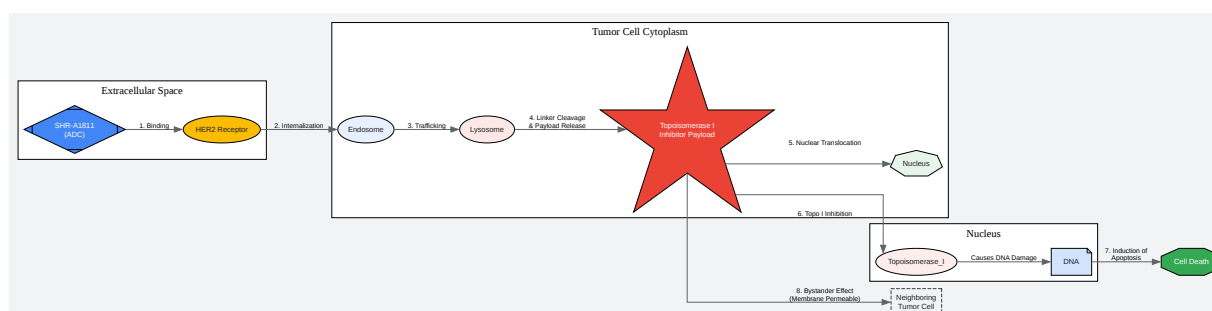 Tumor Cell Cytoplasm
Extracellular Space
SHR-A1811
(ADC)
1. Binding
HER2 Receptor
2. Internalization
Endosome
3. Trafficking
Lysosome
4. Linker Cleavage
& Payload Release
Topoisomerase I
Inhibitor Payload
5. Nuclear Translocation
Nucleus
6. Topo I Inhibition
Nucleus
Topoisomerase_I
Causes DNA Damage
DNA
7. Induction of
Apoptosis
Cell Death
8. Bystander Effect
(Membrane Permeable)
Neighboring
Tumor Cell